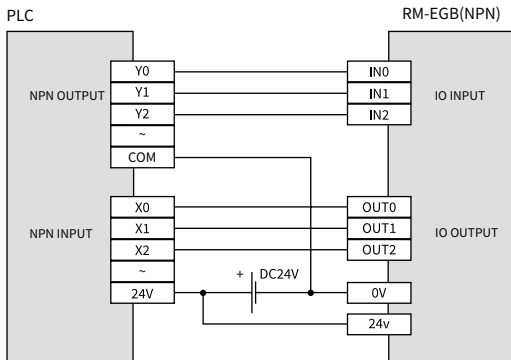 PLC
RM-EGB(NPN)
Y0
IN0
NPN OUTPUT
Y1
IN1
IO INPUT
Y2
IN2
~
COM
X0
OUT0
NPN INPUT
X1
OUT1
IO OUTPUT
X2
OUT2
~
+ DC24V
24V
0V
24v